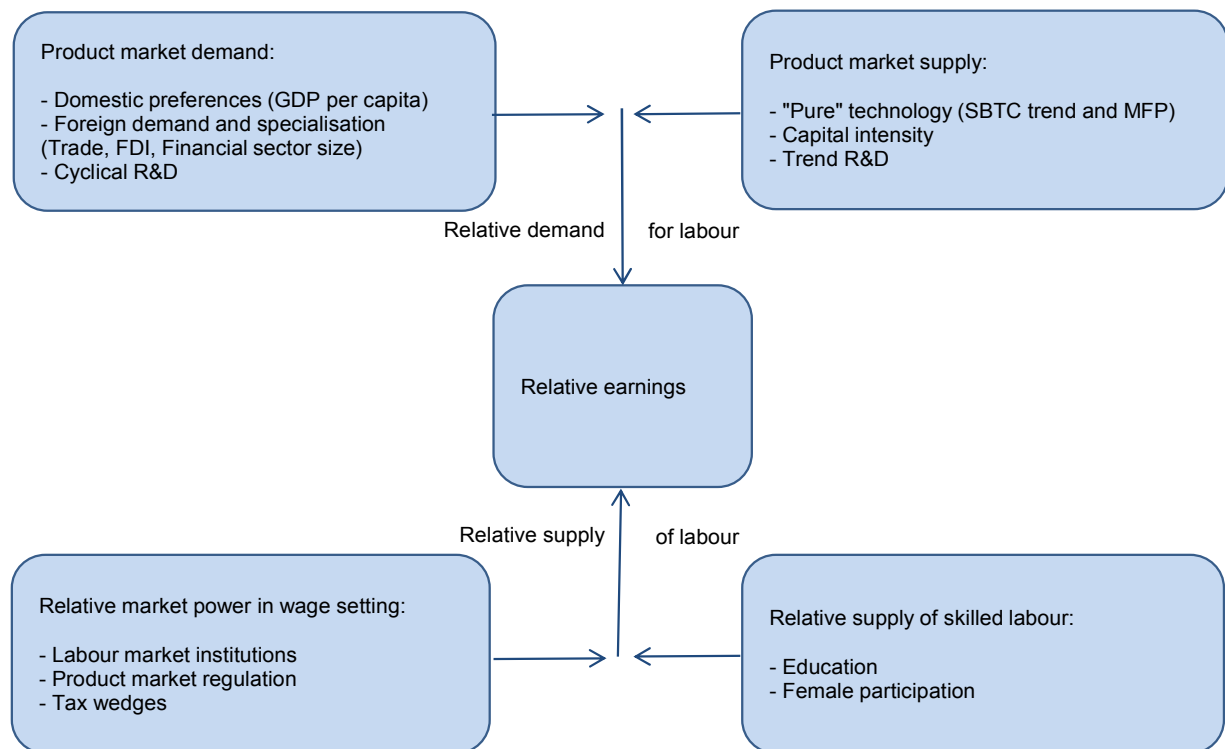 Product market demand:
- Domestic preferences (GDP per capita)
- Foreign demand and specialisation
(Trade, FDI, Financial sector size)
- Cyclical R&D
Product market supply:
- "Pure" technology (SBTC trend and MFP)
- Capital intensity
- Trend R&D
Relative demand for labour
Relative earnings
Relative supply of labour
Relative market power in wage setting:
- Labour market institutions
- Product market regulation
- Tax wedges
Relative supply of skilled labour:
- Education
- Female participation